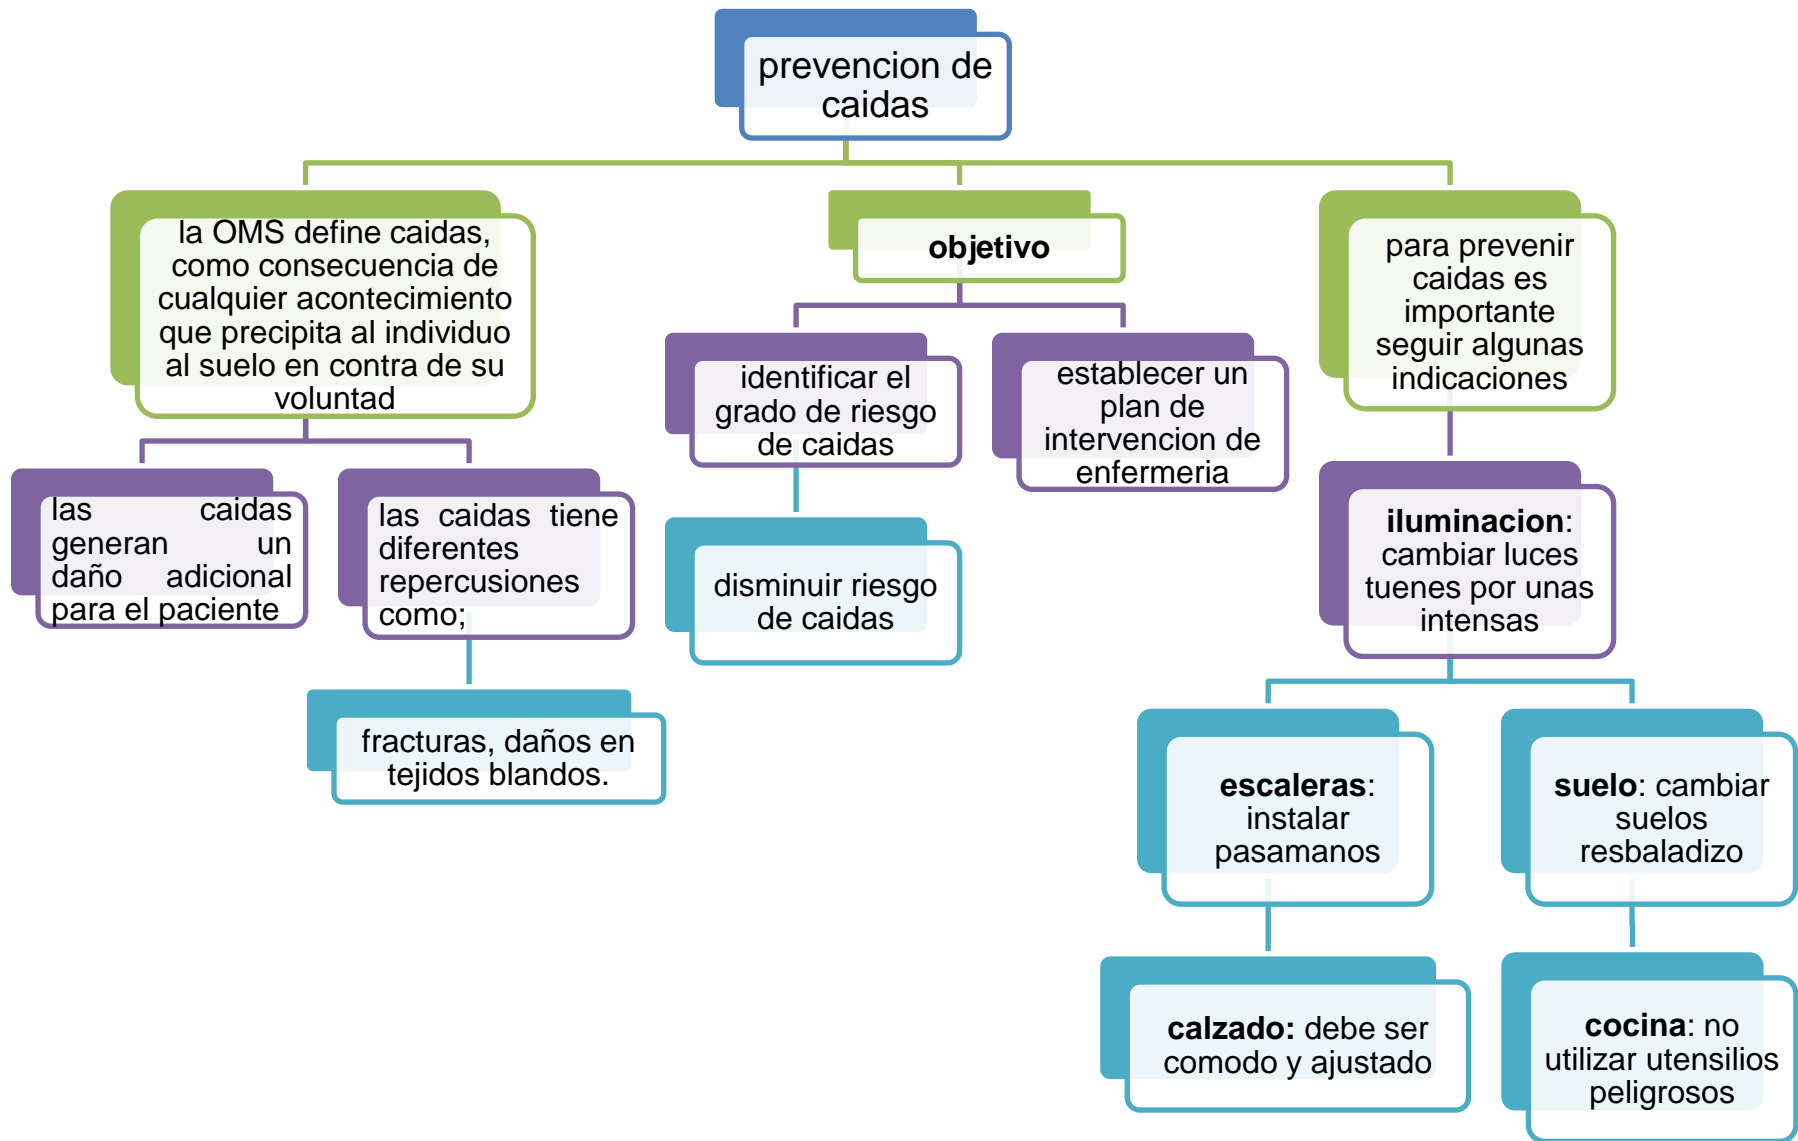 prevencion de
caidas
la OMS define caidas,
como consecuencia de
cualquier acontecimiento
que precipita al individuo
al suelo en contra de su
voluntad
las caidas
generan un
daño adicional
para el paciente
las caidas tiene
diferentes
repercusiones
como;
fracturas, daños en
tejidos blandos.
objetivo
identificar el
grado de riesgo
de caidas
disminuir riesgo
de caidas
establecer un
plan de
intervencion de
enfermeria
para prevenir
caidas es
importante
seguir algunas
indicaciones
iluminacion:
cambiar luces
tuenes por unas
intensas
escaleras:
instalar
pasamanos
calzado: debe ser
comodo y ajustado
suelo: cambiar
suelos
resbaladizo
cocina: no
utilizar utensilios
peligrosos